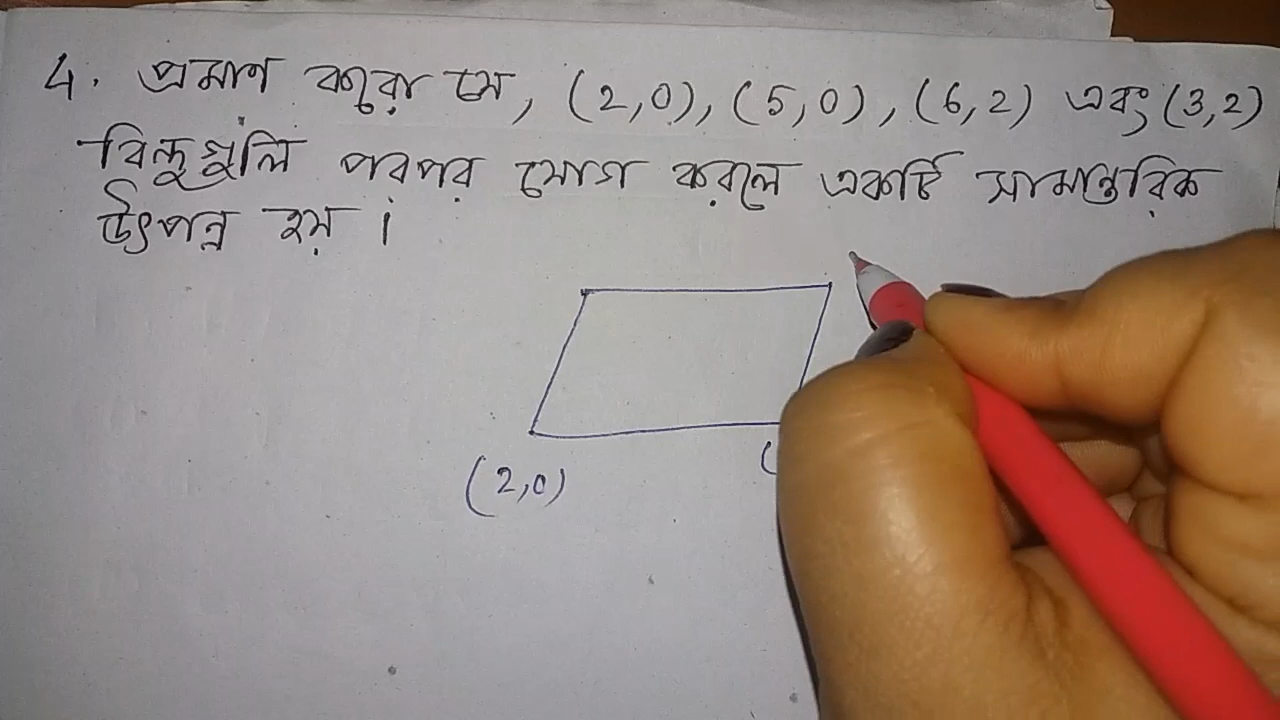 4. প্রমাণ করো যে, (2,0), (5,0), (6,2) এবং (3,2)
বিন্দুগুলি পরপর যোগ করলে একটি সামান্তরিক
উৎপন্ন হয় ।
(2,0) (